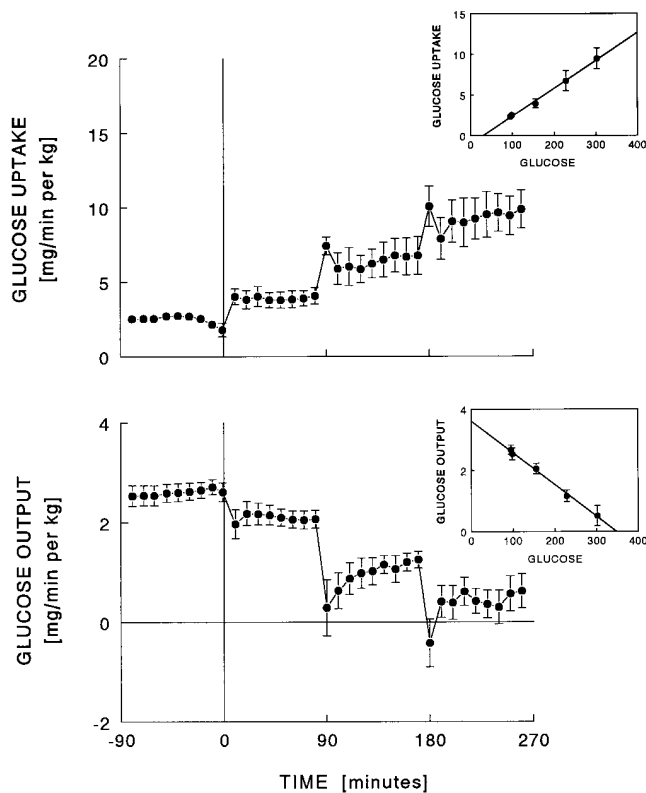 15
10
5
0
GLUCOSE UPTAKE
0 100 200 300 400
GLUCOSE
20
15
10
5
0
GLUCOSE UPTAKE
[mg/min per kg]
4
2
0
GLUCOSE OUTPUT
0 100 200 300 400
GLUCOSE
4
2
0
-2
GLUCOSE OUTPUT
[mg/min per kg]
-90 0 90 180 270
TIME [minutes]